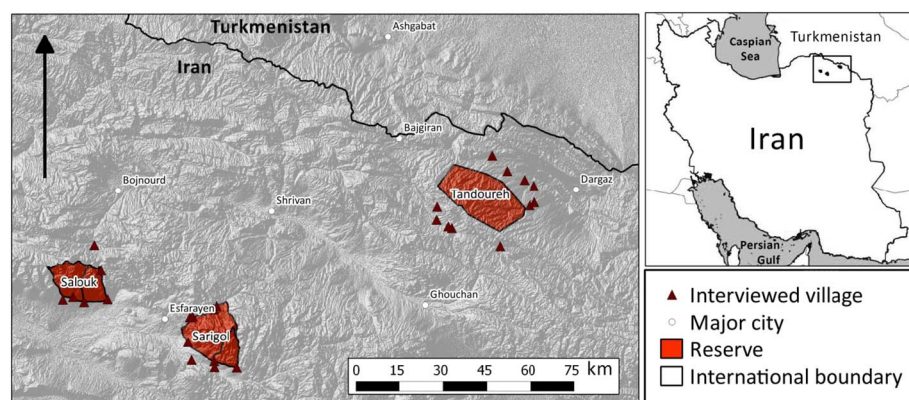 Turkmenistan
Ashgabat
Iran
Bajgiran
Bojnourd
Shrivan
Tandoureh
Dargaz
Salouk
Esfarayen
Ghouchan
Sarigol
0 15 30 45 60 75 km
Caspian
Sea
Turkmenistan
Iran
Persian
Gulf
Interviewed village
Major city
Reserve
International boundary